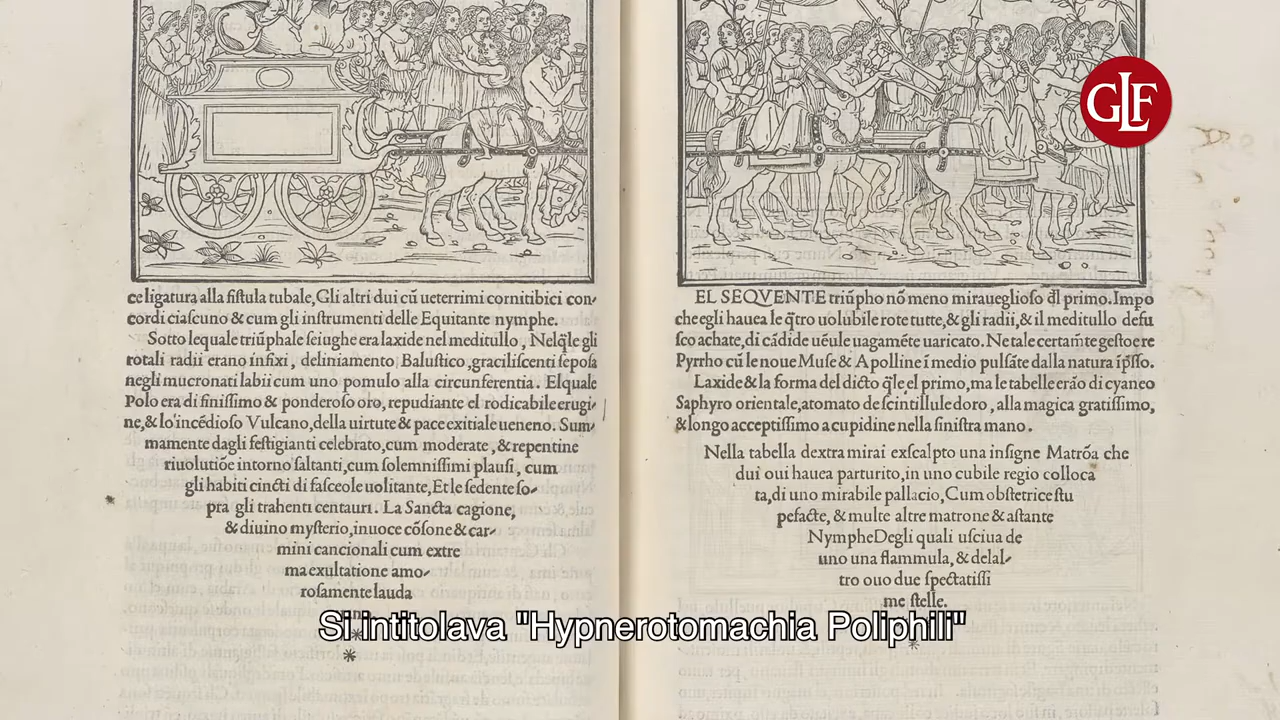 GLF
ce ligatura alla fistula tubale, Gli altri dui cũ ueterrimi cornitibici con-
cordi ciascuno & cum gli instrumenti delle Equitante nymphe.
Sotto lequale triũphale seiughe era laxide nel meditullo, Nelq̃le gli
rotali radii erano infixi, deliniamento Balustico, graciliscenti seposa
negli mucronati labii cum uno pomulo alla circunferentia. Elquale
Polo era di finissimo & ponderoso oro, repudiante el rodicabile erugi-
ne, & lo incẽdioso Vulcano, della uirtute & pace exitiale ueneno. Sum-
mamente dagli festigianti celebrato, cum moderate, & repentine
riuolutiõe intorno saltanti, cum solemnissimi plausi, cum
gli habiti cincti di fasceole uolitante, Et le sedente so-
pra gli trahenti centauri. La Sancta cagione,
& diuino mysterio, inuoce cõsone & car-
mini cancionali cum extre
ma exultatione amo-
rosamente lauda
EL SEQVENTE triũpho nõ meno miraueglioso dl primo. Impo
che egli hauea le q̃tro uolubile rote tutte, & gli radii, & il meditullo defu
sco achate, di cãdide uẽule uagamẽte uaricato. Ne tale certamẽte gestoe re
Pyrrho cũ le noue Muse & Apolline ĩ medio pulsãte dalla natura ĩpsso.
Laxide & la forma del dicto q̃le el primo, ma le tabelle erão di cyaneo
Saphyro orientale, atomato de scintillule doro, alla magica gratissimo,
& longo acceptissimo a cupidine nella sinistra mano.
Nella tabella dextra mirai exscalpto una insigne Matrõa che
dui oui hauea parturito, in uno cubile regio colloca
ta, di uno mirabile pallacio, Cum obstetrice stu
pefacte, & multe altre matrone & astante
Nymphe Degli quali usciua de
uno una flammula, & delal-
tro ouo due spectatissi
me stelle.
Si intitolava "Hypnerotomachia Poliphili"